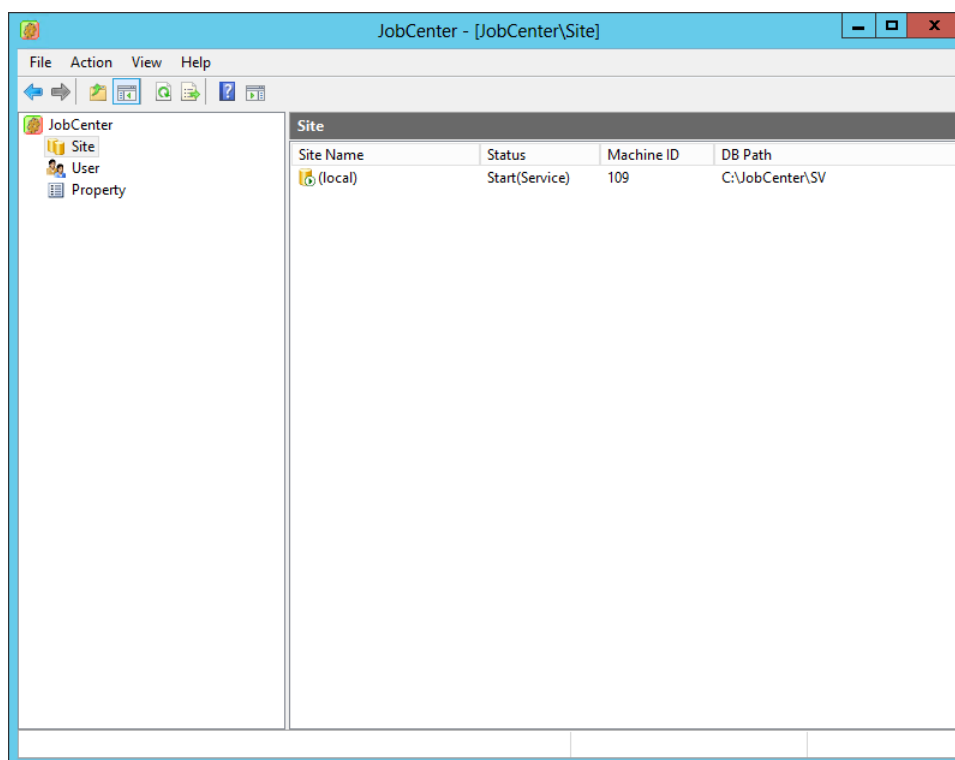 JobCenter - [JobCenter\Site]
File Action View Help
JobCenter
Site
User
Property
Site
Site Name Status Machine ID DB Path
(local) Start(Service) 109 C:\JobCenter\SV